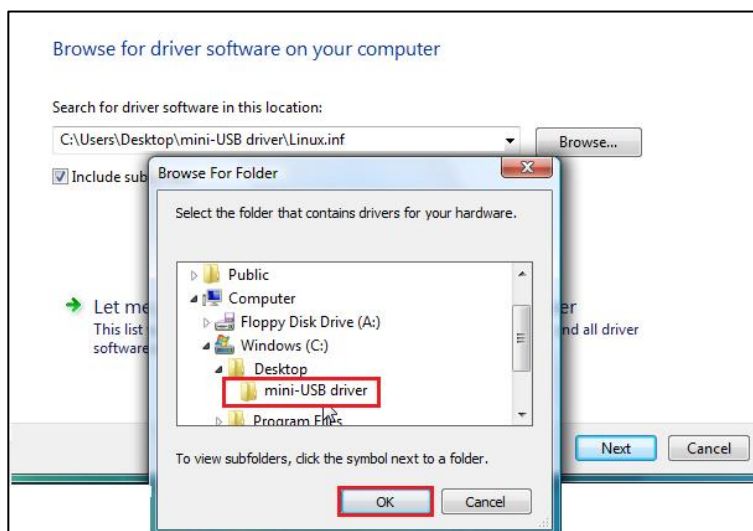 Browse for driver software on your computer
Search for driver software in this location:
C:\Users\Desktop\mini-USB driver\Linux.inf
Browse...
Include sub
Browse For Folder
Select the folder that contains drivers for your hardware.
Public
Computer
Floppy Disk Drive (A:)
Windows (C:)
Desktop
mini-USB driver
Program Files
To view subfolders, click the symbol next to a folder.
OK
Cancel
Let me
er
This list
nd all driver
software
Next
Cancel